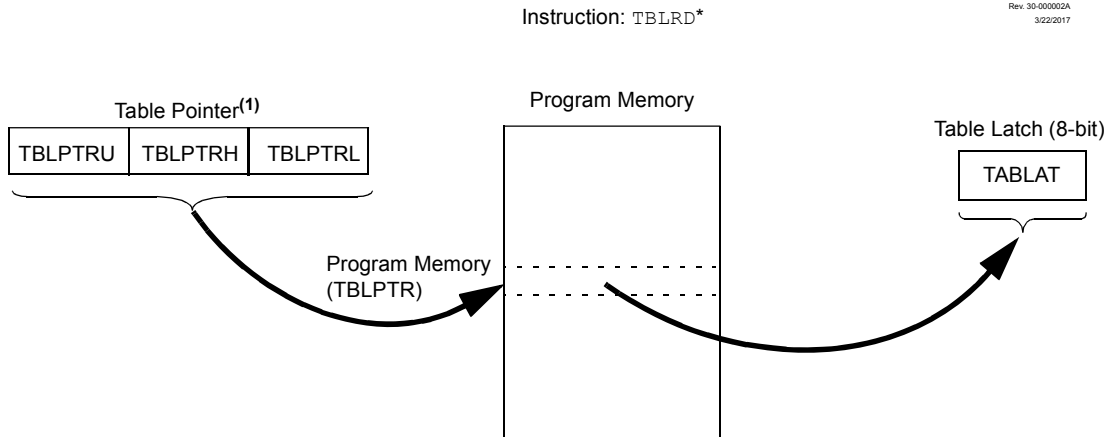 Instruction: TBLRD*
Rev. 30-000002A
3/22/2017
Table Pointer(1)
TBLPTRU TBLPTRH TBLPTRL
Program Memory
Table Latch (8-bit)
TABLAT
Program Memory
(TBLPTR)